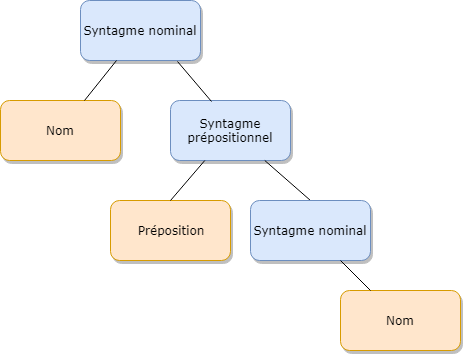 Syntagme nominal
Nom
Syntagme
prépositionnel
Préposition
Syntagme nominal
Nom